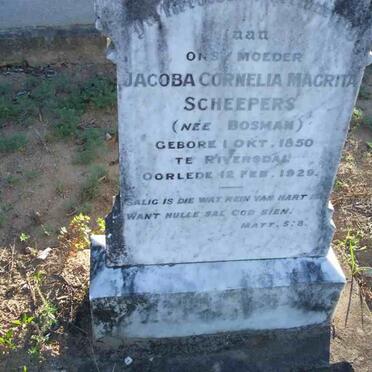 aan
ONS MOEDER
JACOBA CORNELIA MAGRITA
SCHEEPERS
(NÉE BOSMAN)
GEBORE 1 OKT. 1850
TE RIVERSDAL
OORLEDE 12 FEB. 1929.
SALIG IS DIE WAT REIN VAN HART IS
WANT HULLE SAL GOD SIEN.
MATT. 5:8.